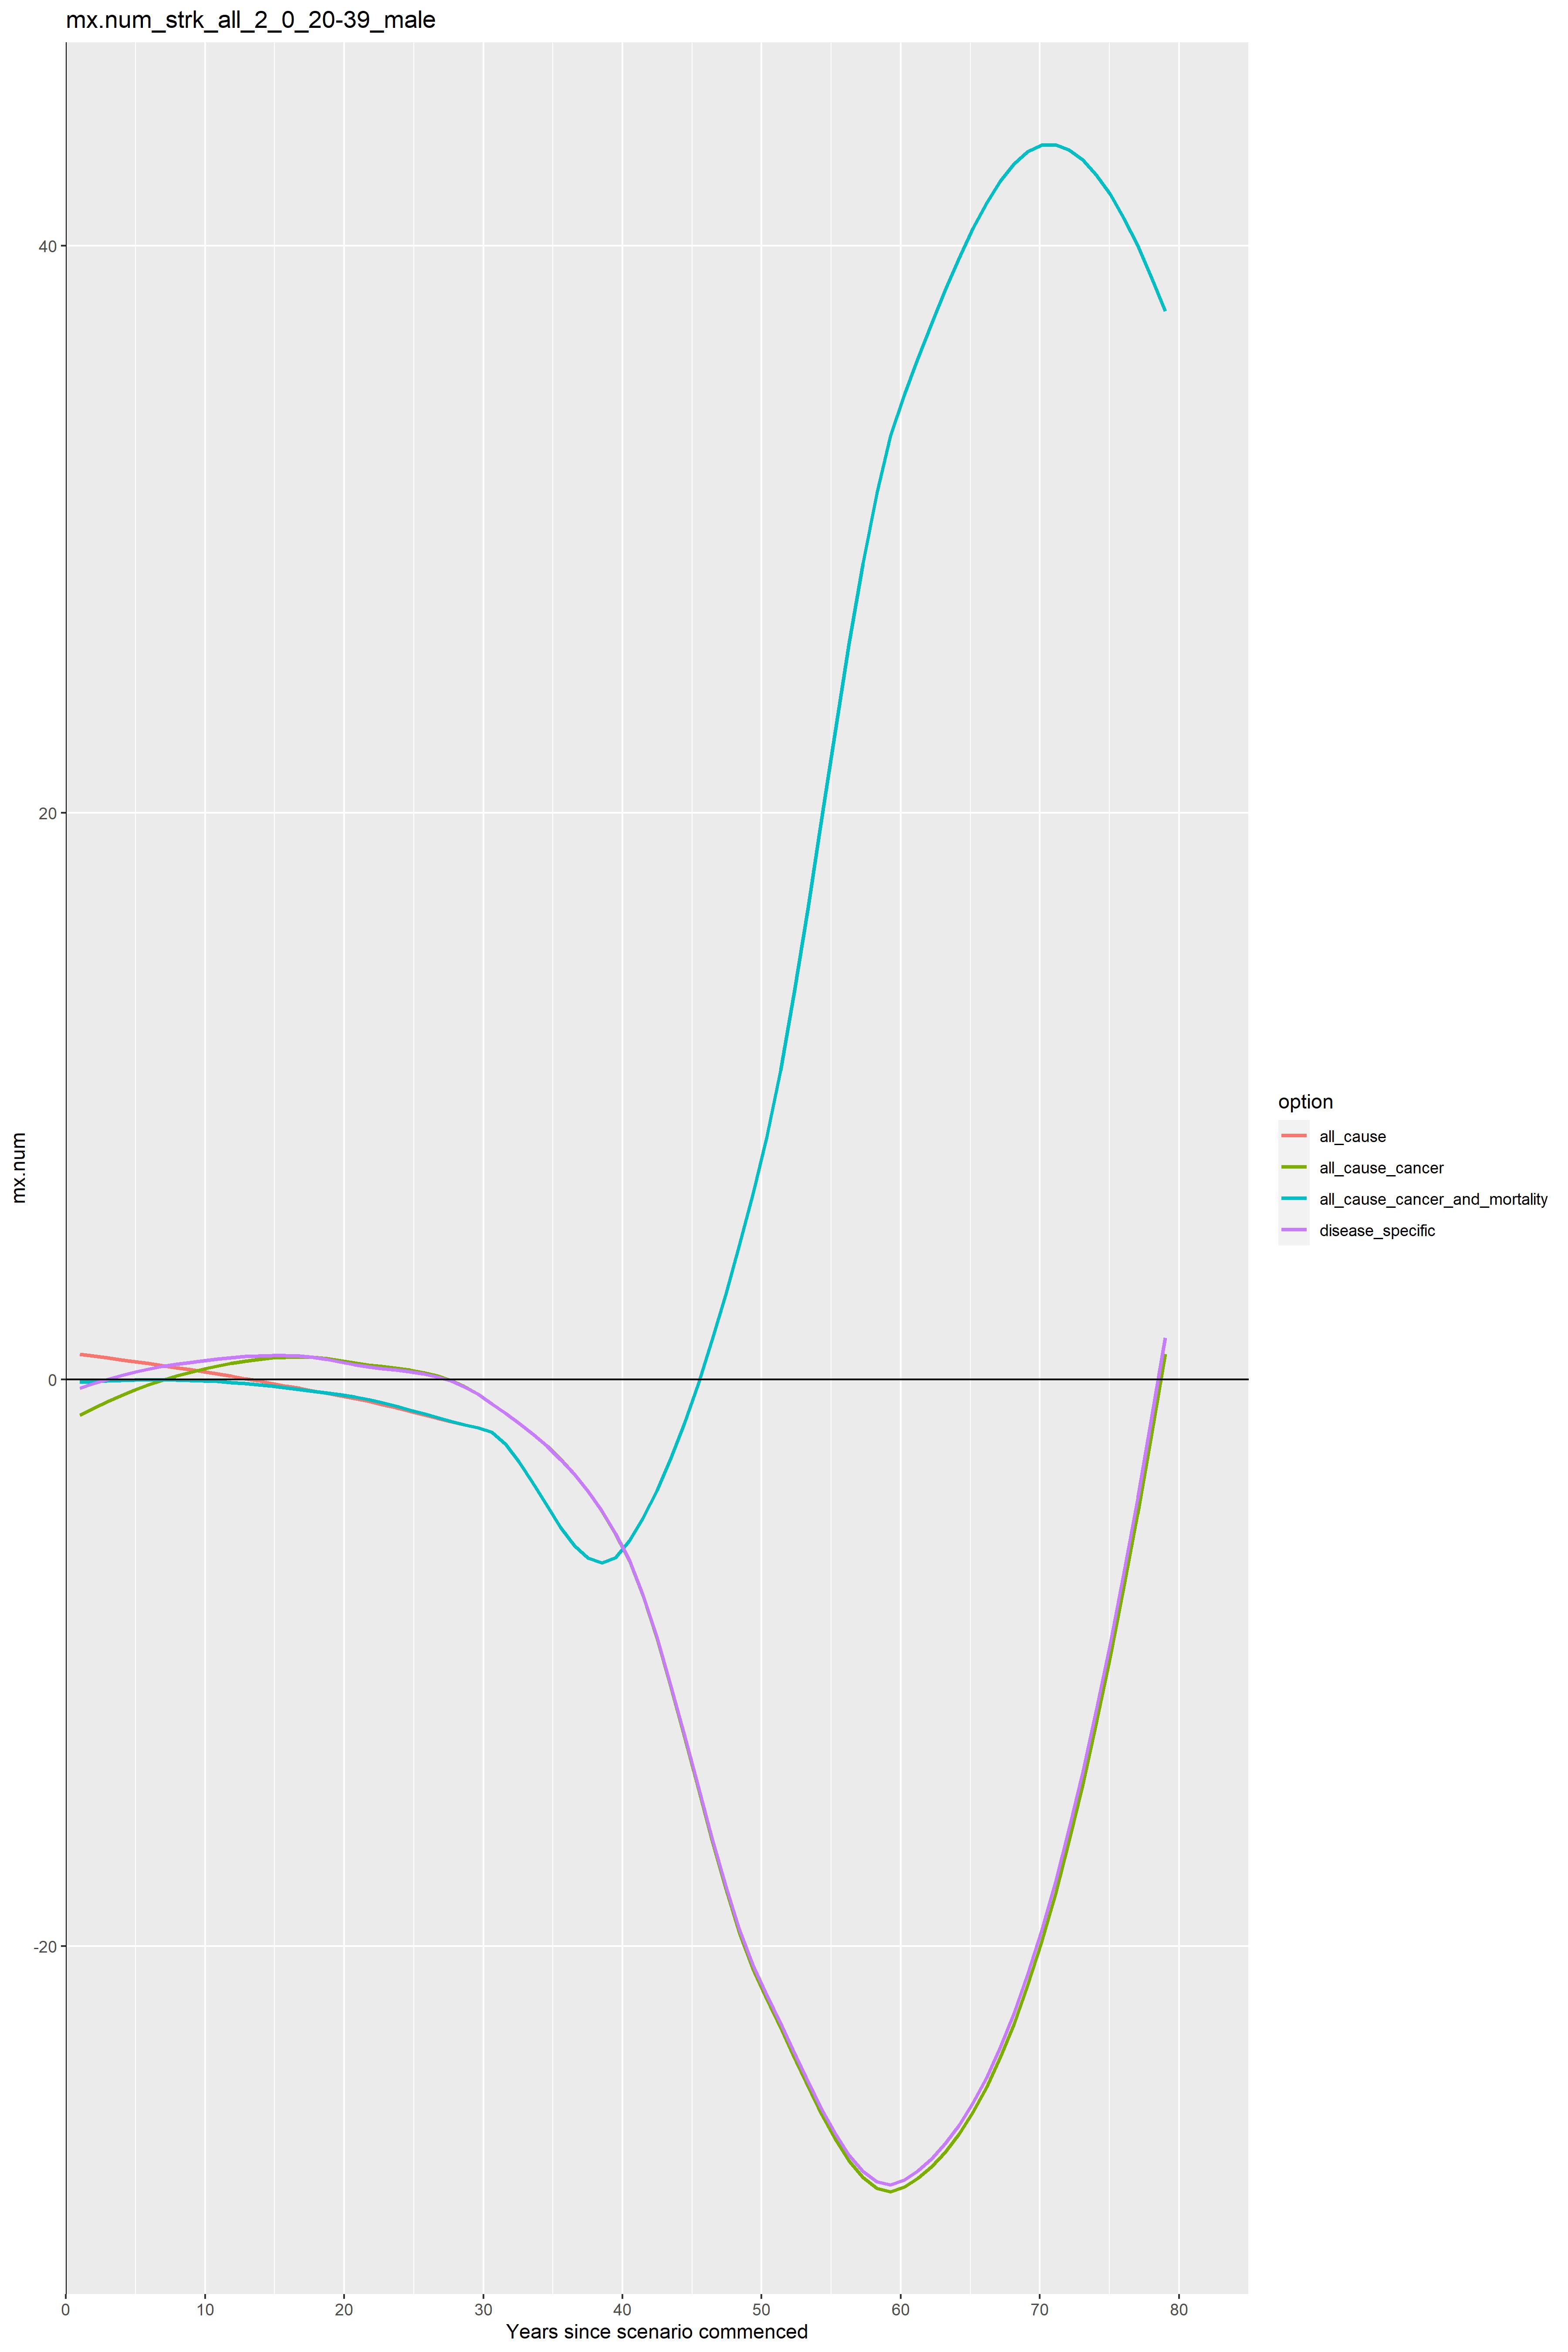 mx.num_strk_all_2_0_20-39_male
mx.num
40
20
0
-20
0 10 20 30 40 50 60 70 80
Years since scenario commenced
option
all_cause
all_cause_cancer
all_cause_cancer_and_mortality
disease_specific